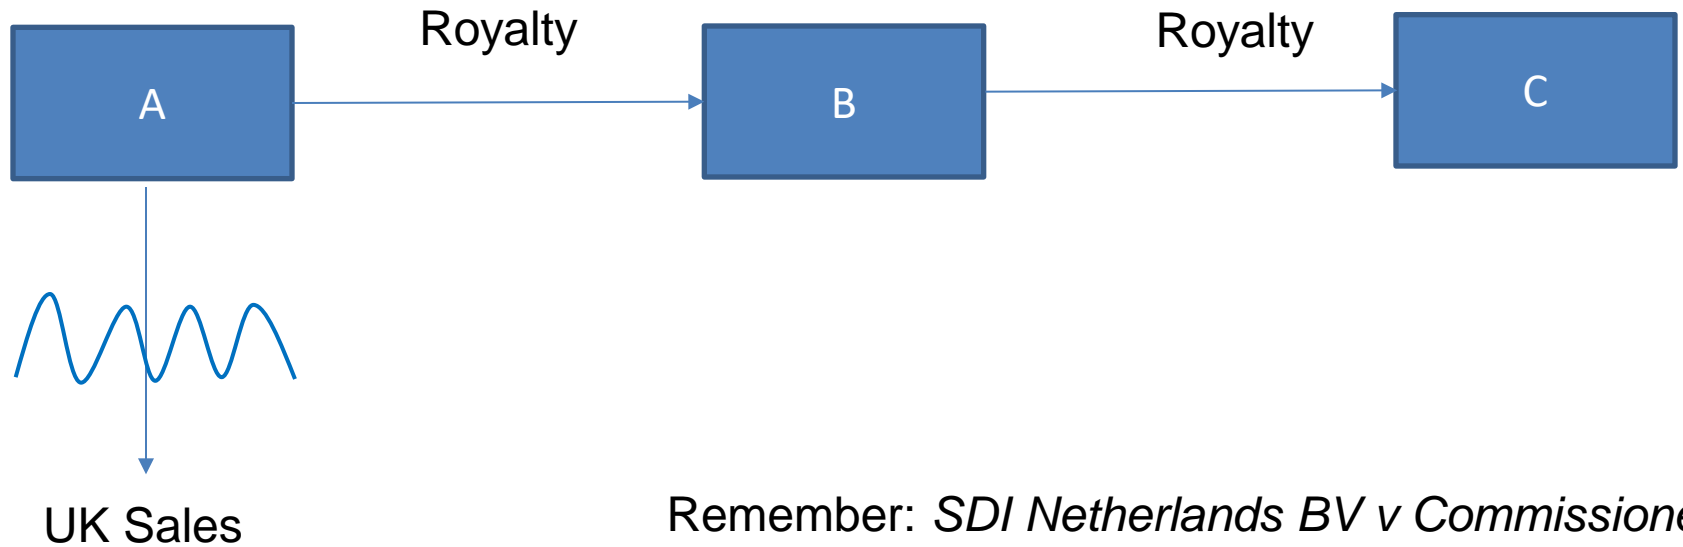 Royalty
Royalty
A
B
C
UK Sales
Remember: SDI Netherlands BV v